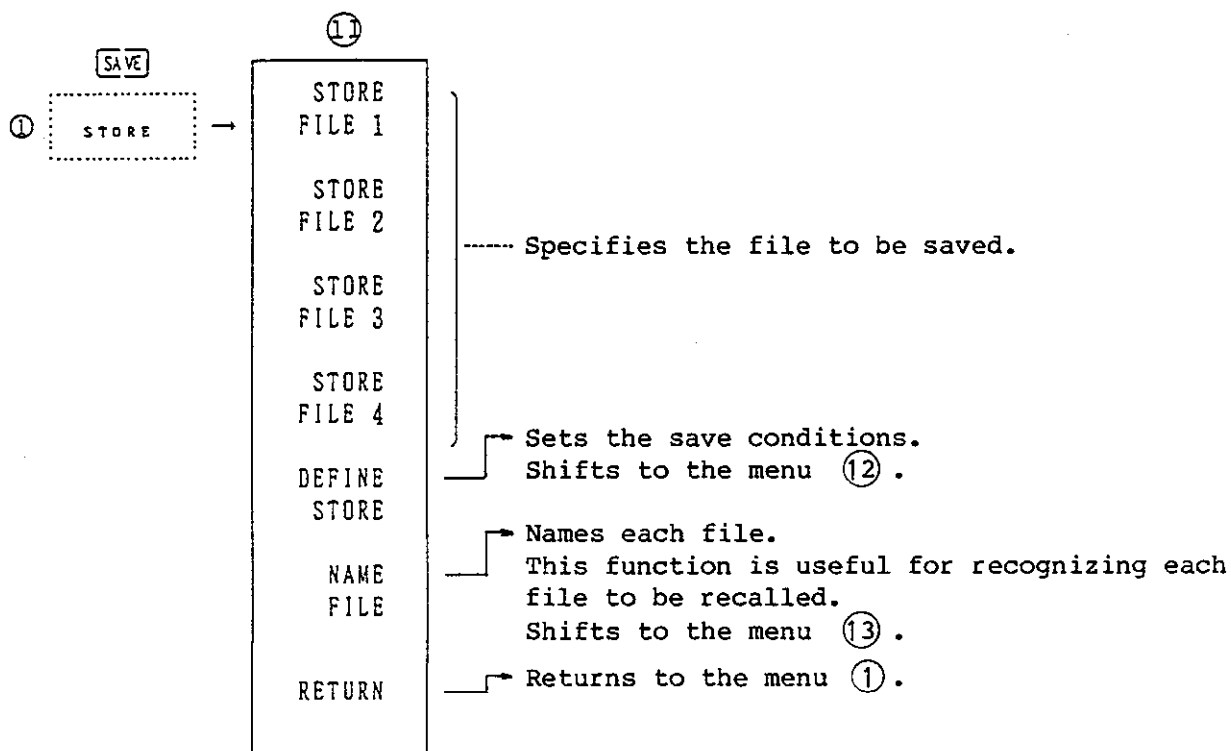 ⑪
SAVE
① STORE →
STORE
FILE 1
STORE
FILE 2
STORE
FILE 3
STORE
FILE 4
Specifies the file to be saved.
DEFINE
STORE
Sets the save conditions.
Shifts to the menu ⑫ .
NAME
FILE
Names each file.
This function is useful for recognizing each
file to be recalled.
Shifts to the menu ⑬ .
RETURN
Returns to the menu ① .